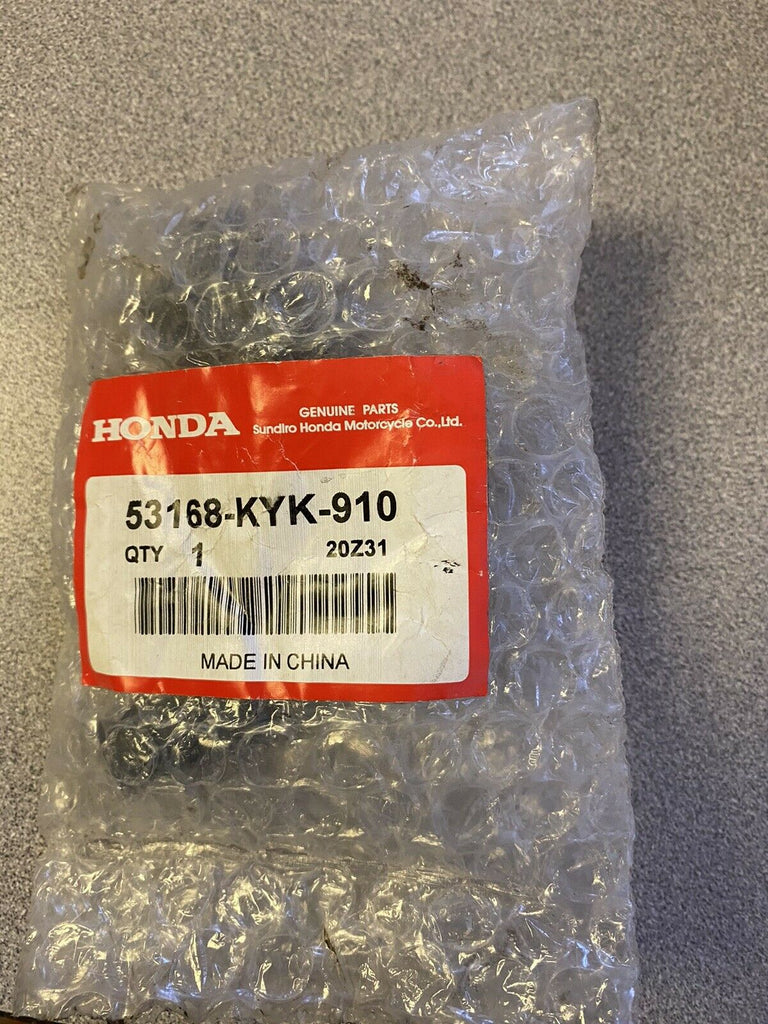 HONDA
GENUINE PARTS
Sundiro Honda Motorcycle Co.,Ltd.
53168-KYK-910
QTY 1 20Z31
MADE IN CHINA